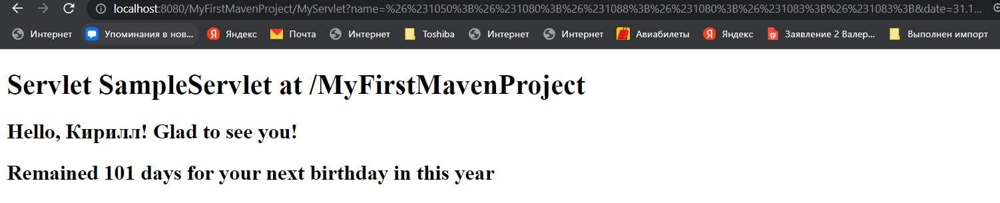 localhost:8080/MyFirstMavenProject/MyServlet?name=%26%231050%3B%26%231080%3B%26%231088%3B%26%231080%3B%26%231083%3B%26%231083%3B&date=31.1...
Интернет Упоминания в нов... Яндекс Почта Интернет Toshiba Интернет Интернет Авиабилеты Яндекс Заявление 2 Валер... Выполнен импорт
Servlet SampleServlet at /MyFirstMavenProject
Hello, Кирилл! Glad to see you!
Remained 101 days for your next birthday in this year